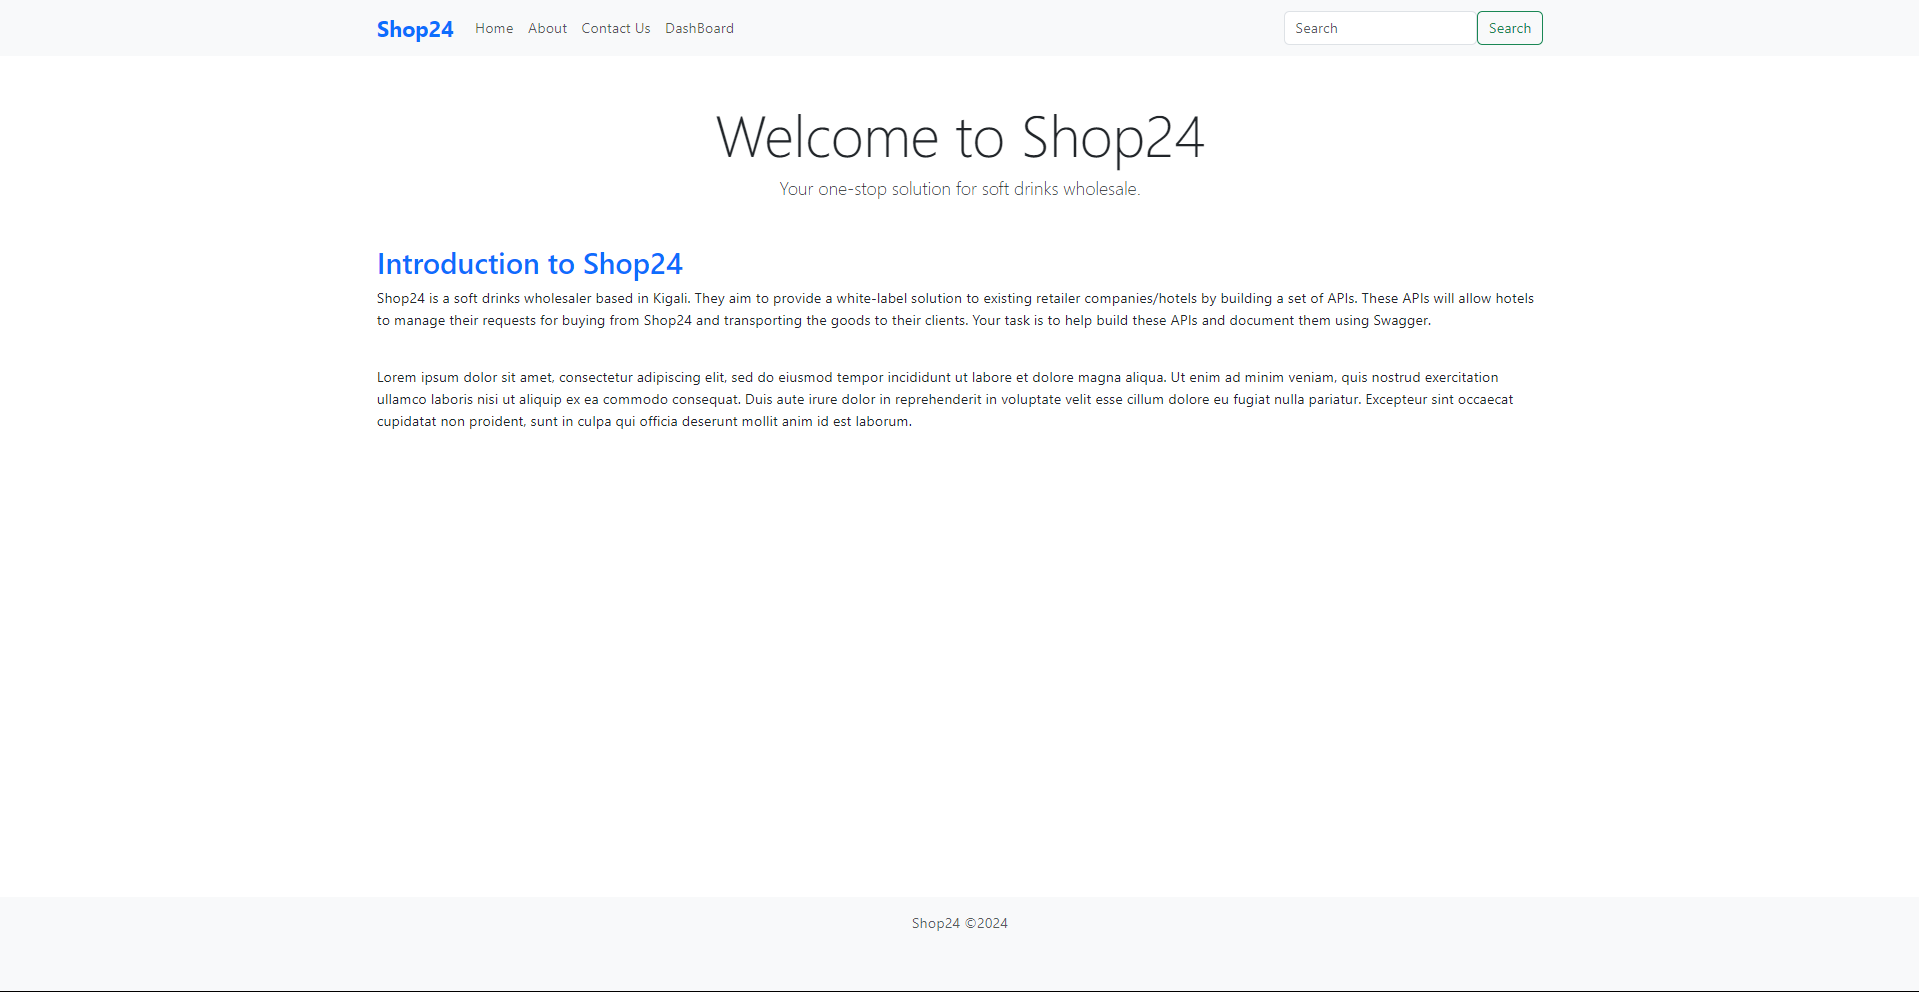 Shop24 Home About Contact Us DashBoard Search Search
Welcome to Shop24
Your one-stop solution for soft drinks wholesale.
Introduction to Shop24
Shop24 is a soft drinks wholesaler based in Kigali. They aim to provide a white-label solution to existing retailer companies/hotels by building a set of APIs. These APIs will allow hotels
to manage their requests for buying from Shop24 and transporting the goods to their clients. Your task is to help build these APIs and document them using Swagger.
Lorem ipsum dolor sit amet, consectetur adipiscing elit, sed do eiusmod tempor incididunt ut labore et dolore magna aliqua. Ut enim ad minim veniam, quis nostrud exercitation
ullamco laboris nisi ut aliquip ex ea commodo consequat. Duis aute irure dolor in reprehenderit in voluptate velit esse cillum dolore eu fugiat nulla pariatur. Excepteur sint occaecat
cupidatat non proident, sunt in culpa qui officia deserunt mollit anim id est laborum.
Shop24 ©2024